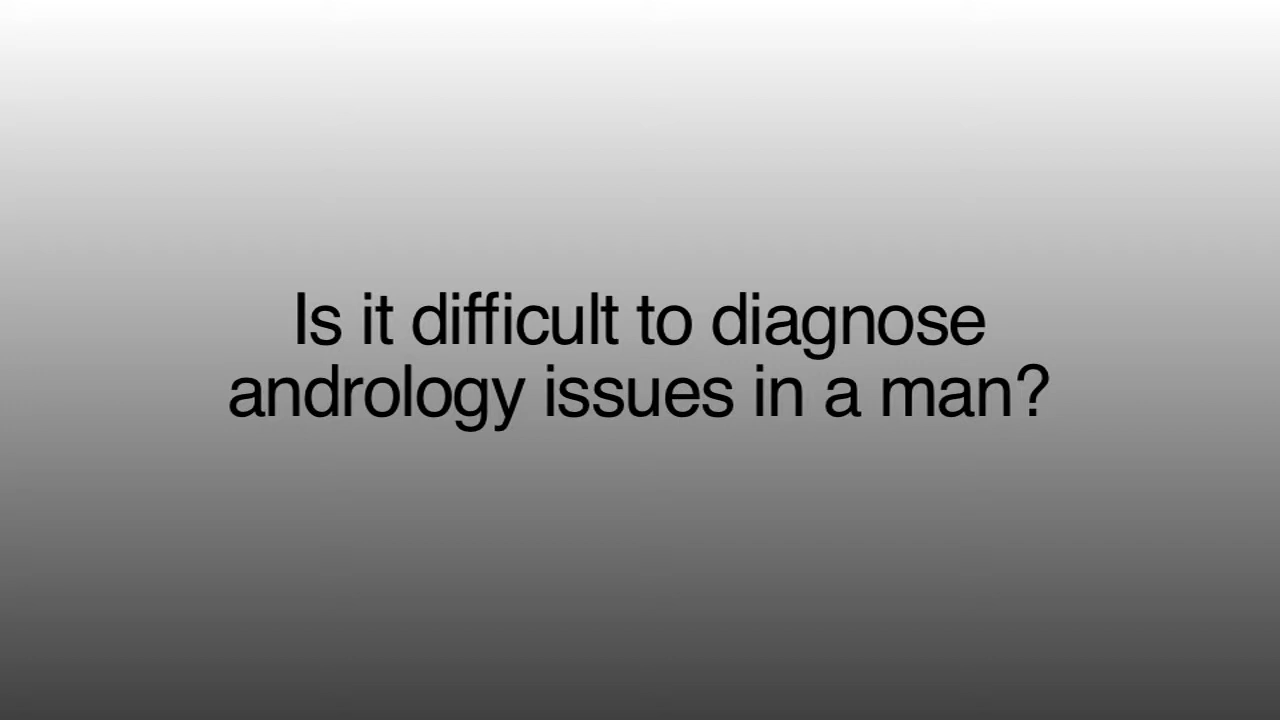 Is it difficult to diagnose
andrology issues in a man?